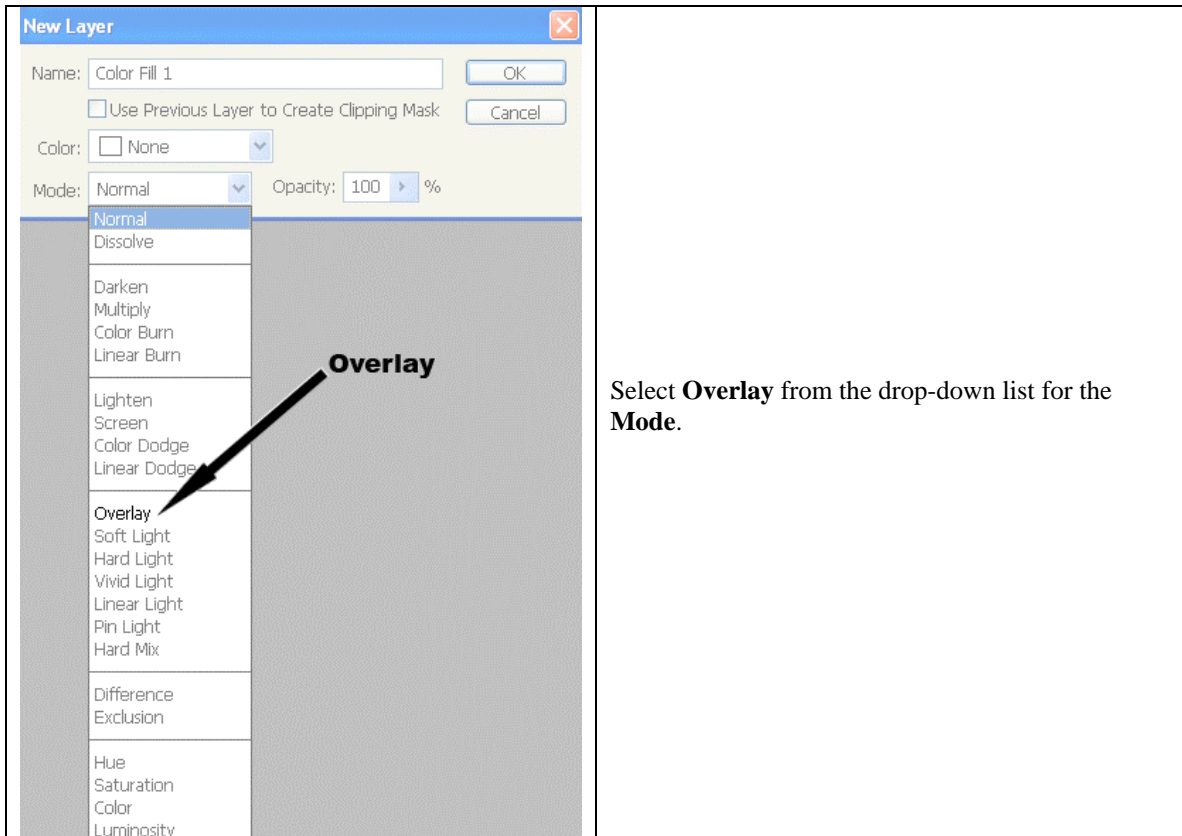 New Layer
Name: Color Fill 1 OK
Use Previous Layer to Create Clipping Mask Cancel
Color: None
Mode: Normal Opacity: 100 %
Normal
Dissolve
Darken
Multiply
Color Burn
Linear Burn
Overlay
Lighten
Screen
Color Dodge
Linear Dodge
Overlay
Soft Light
Hard Light
Vivid Light
Linear Light
Pin Light
Hard Mix
Difference
Exclusion
Hue
Saturation
Color
Luminosity
Select Overlay from the drop-down list for the
Mode.